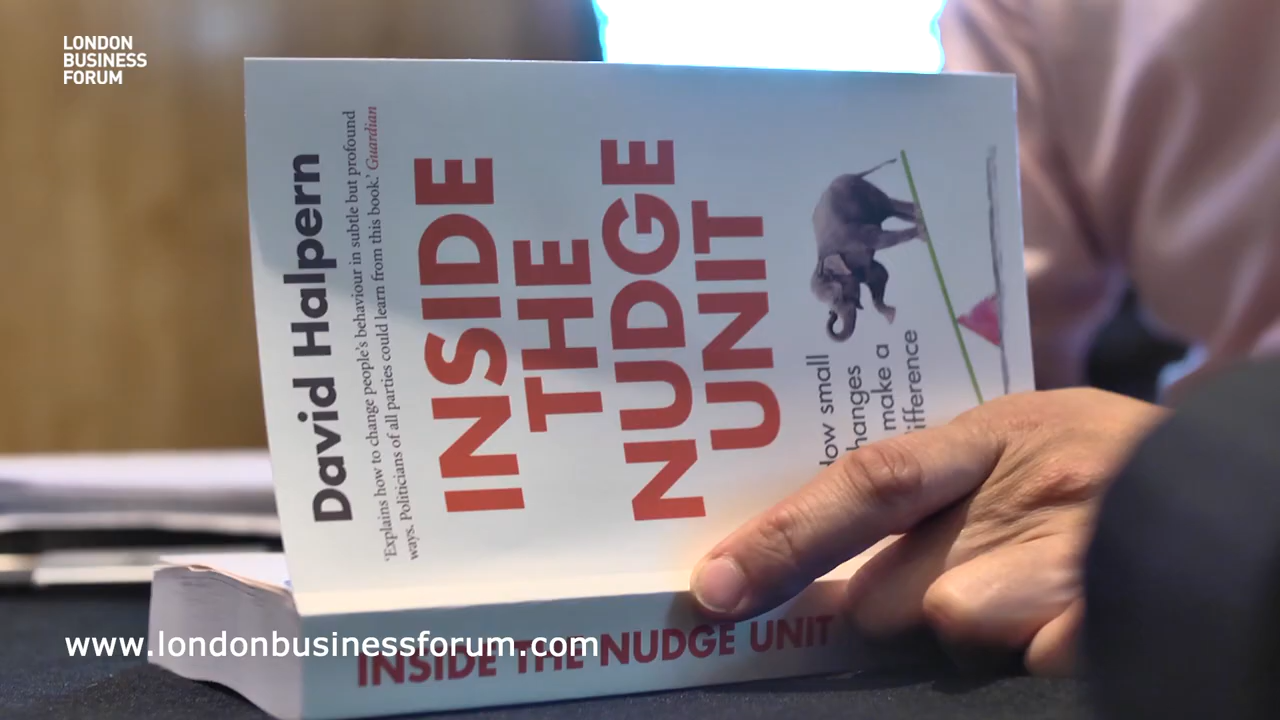 LONDON
BUSINESS
FORUM
David Halpern
'Explains how to change people's behaviour in subtle but profound
ways. Politicians of all parties could learn from this book.' Guardian
INSIDE
THE
NUDGE
UNIT
small
make a
INSIDE THE NUDGE UNIT
www.londonbusinessforum.com